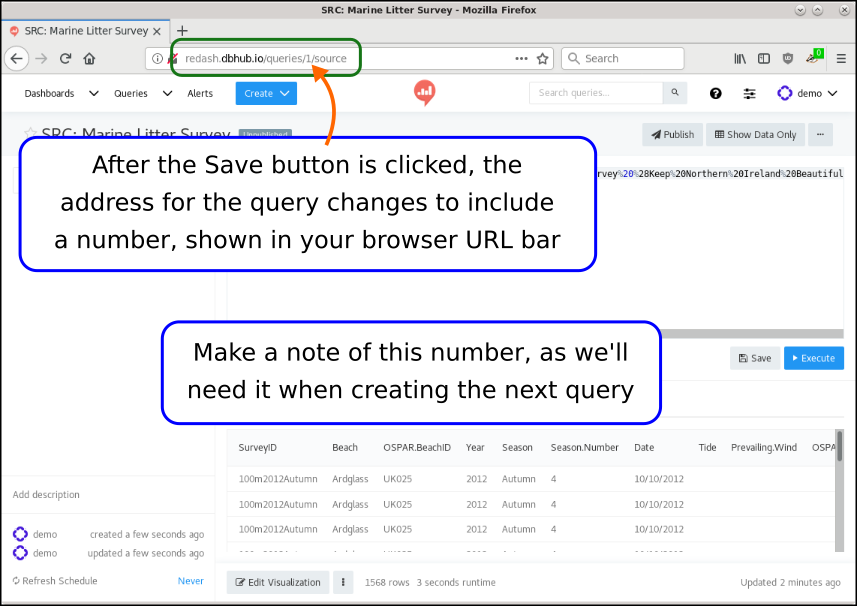 SRC: Marine Litter Survey - Mozilla Firefox
SRC: Marine Litter Survey
redash.dbhub.io/queries/1/source
Search
0
Dashboards Queries Alerts Create Search queries... demo
SRC: Marine Litter Survey Unpublished Publish Show Data Only
After the Save button is clicked, the
address for the query changes to include
a number, shown in your browser URL bar
rvey%20%28Keep%20Northern%20Ireland%20Beautiful
Make a note of this number, as we'll
need it when creating the next query
Save Execute
SurveyID Beach OSPAR.BeachID Year Season Season.Number Date Tide Prevailing.Wind OSPA
100m2012Autumn Ardglass UK025 2012 Autumn 4 10/10/2012
100m2012Autumn Ardglass UK025 2012 Autumn 4 10/10/2012
100m2012Autumn Ardglass UK025 2012 Autumn 4 10/10/2012
Add description
demo created a few seconds ago
demo updated a few seconds ago
Refresh Schedule Never
Edit Visualization 1568 rows 3 seconds runtime Updated 2 minutes ago